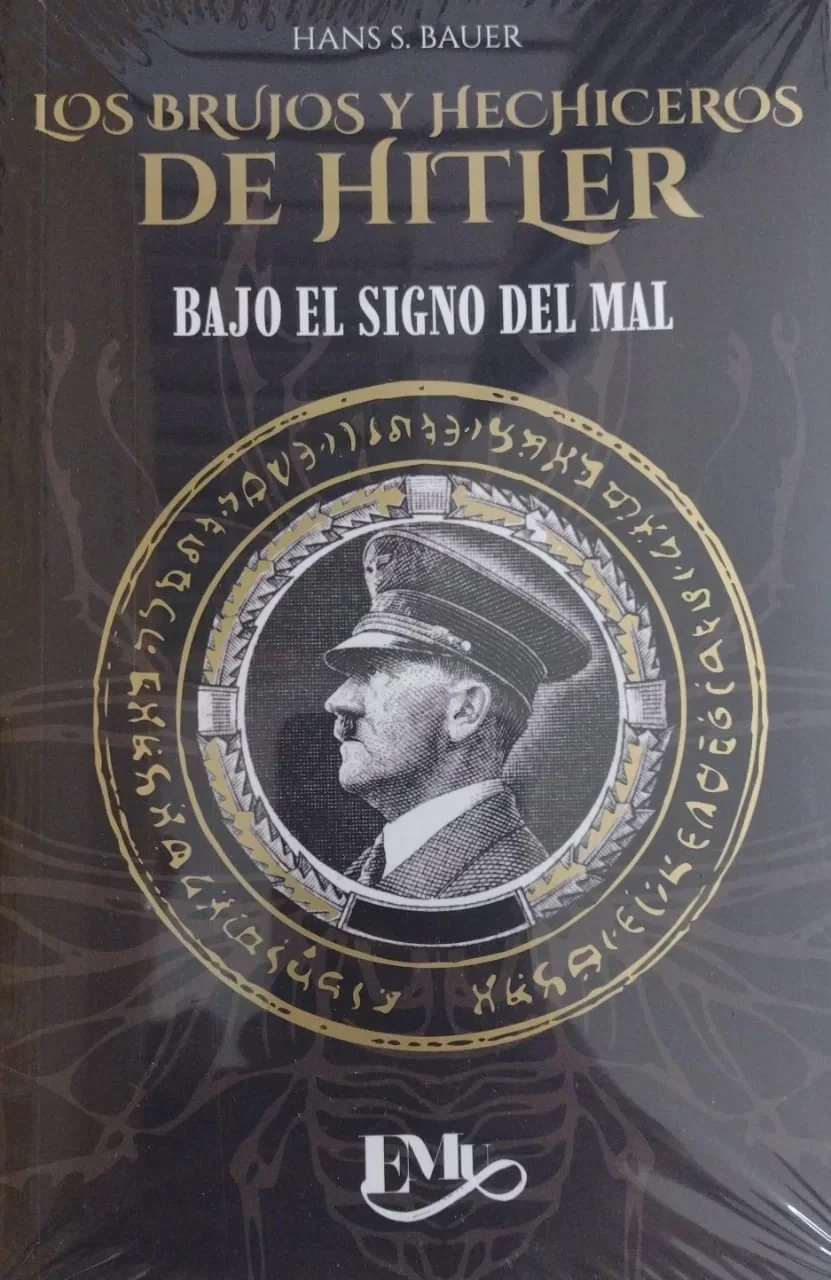 HANS S. BAUER
LOS BRUJOS Y HECHICEROS
DE HITLER
BAJO EL SIGNO DEL MAL
EMU